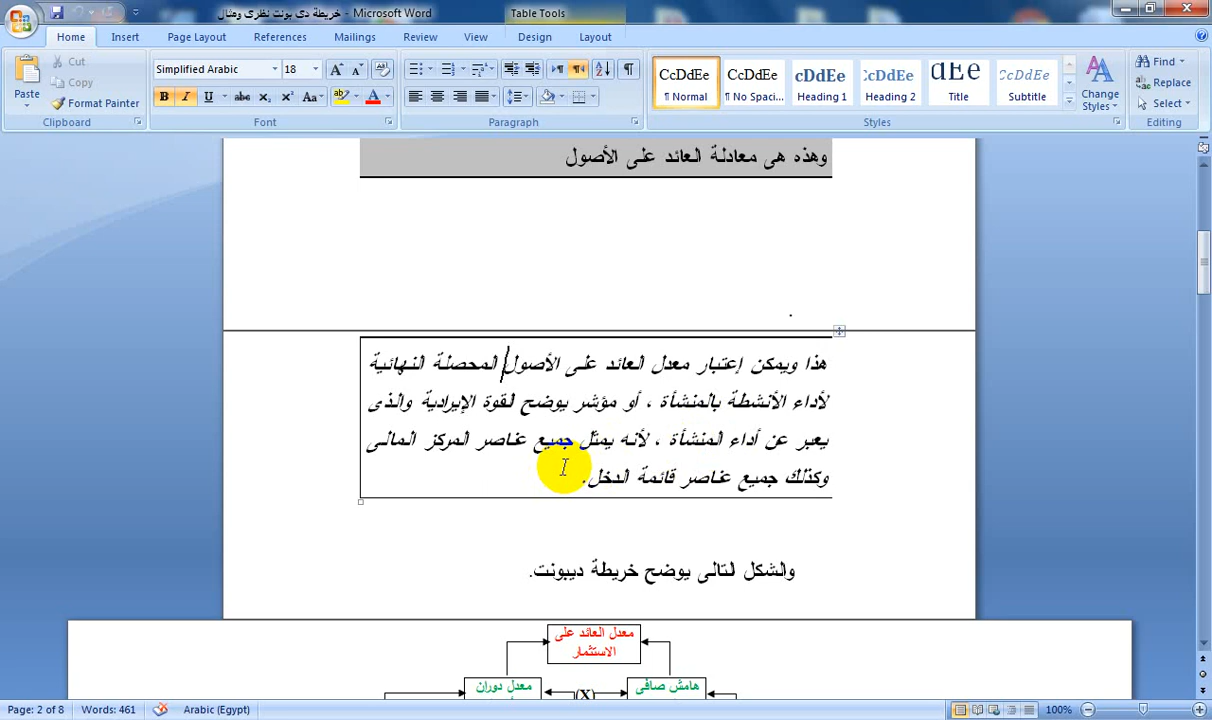 خريطة دى بونت نظرى ومثال - Microsoft Word
Table Tools
Home
Insert
Page Layout
References
Mailings
Review
View
Design
Layout
Paste
Cut
Copy
Format Painter
Clipboard
Simplified Arabic
18
Font
Paragraph
AaBbCcDdEe
¶ Normal
¶ No Spaci...
Heading 1
Heading 2
Title
Subtitle
Change Styles
Styles
Find
Replace
Select
Editing
وهذه هى معادلة العائد على الأصول
.
هذا ويمكن إعتبار معدل العائد على الأصول المحصلة النهائية
لأداء الأنشطة بالمنشأة ، أو مؤشر يوضح لقوة الإيرادية والذى
يعبر عن أداء المنشأة ، لأنه يمثل جميع عناصر المركز المالى
وكذلك جميع عناصر قائمة الدخل.
والشكل لتالى يوضح خريطة ديبونت.
معدل العائد على
الاستثمار
هامش صافى
(X)
معدل دوران
Page: 2 of 8
Words: 461
Arabic (Egypt)
100%